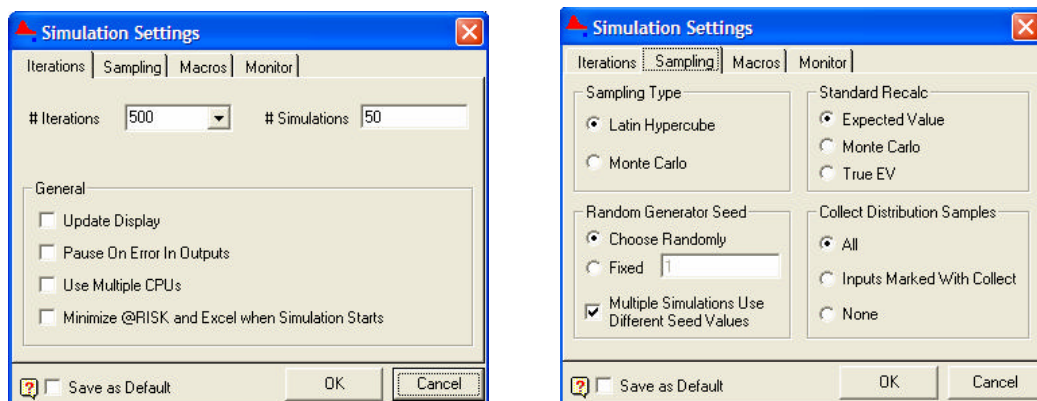 Simulation Settings
Iterations Sampling Macros Monitor
# Iterations 500 # Simulations 50
General
Update Display
Pause On Error In Outputs
Use Multiple CPUs
Minimize @RISK and Excel when Simulation Starts
Save as Default OK Cancel
Simulation Settings
Iterations Sampling Macros Monitor
Sampling Type
Latin Hypercube
Monte Carlo
Standard Recalc
Expected Value
Monte Carlo
True EV
Random Generator Seed
Choose Randomly
Fixed 1
Multiple Simulations Use
Different Seed Values
Collect Distribution Samples
All
Inputs Marked With Collect
None
Save as Default OK Cancel